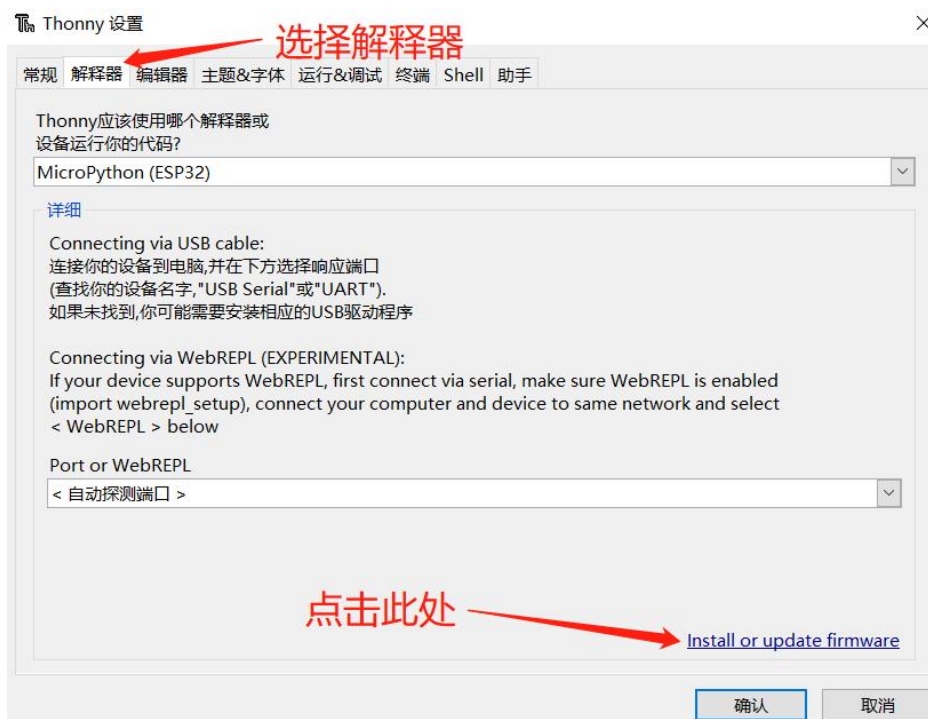 Thonny 设置
选择解释器
常规 解释器 编辑器 主题&字体 运行&调试 终端 Shell 助手
Thonny应该使用哪个解释器或
设备运行你的代码?
MicroPython (ESP32)
详细
Connecting via USB cable:
连接你的设备到电脑,并在下方选择响应端口
(查找你的设备名字,"USB Serial"或"UART").
如果未找到,你可能需要安装相应的USB驱动程序
Connecting via WebREPL (EXPERIMENTAL):
If your device supports WebREPL, first connect via serial, make sure WebREPL is enabled
(import webrepl_setup), connect your computer and device to same network and select
< WebREPL > below
Port or WebREPL
< 自动探测端口 >
点击此处
Install or update firmware
确认 取消